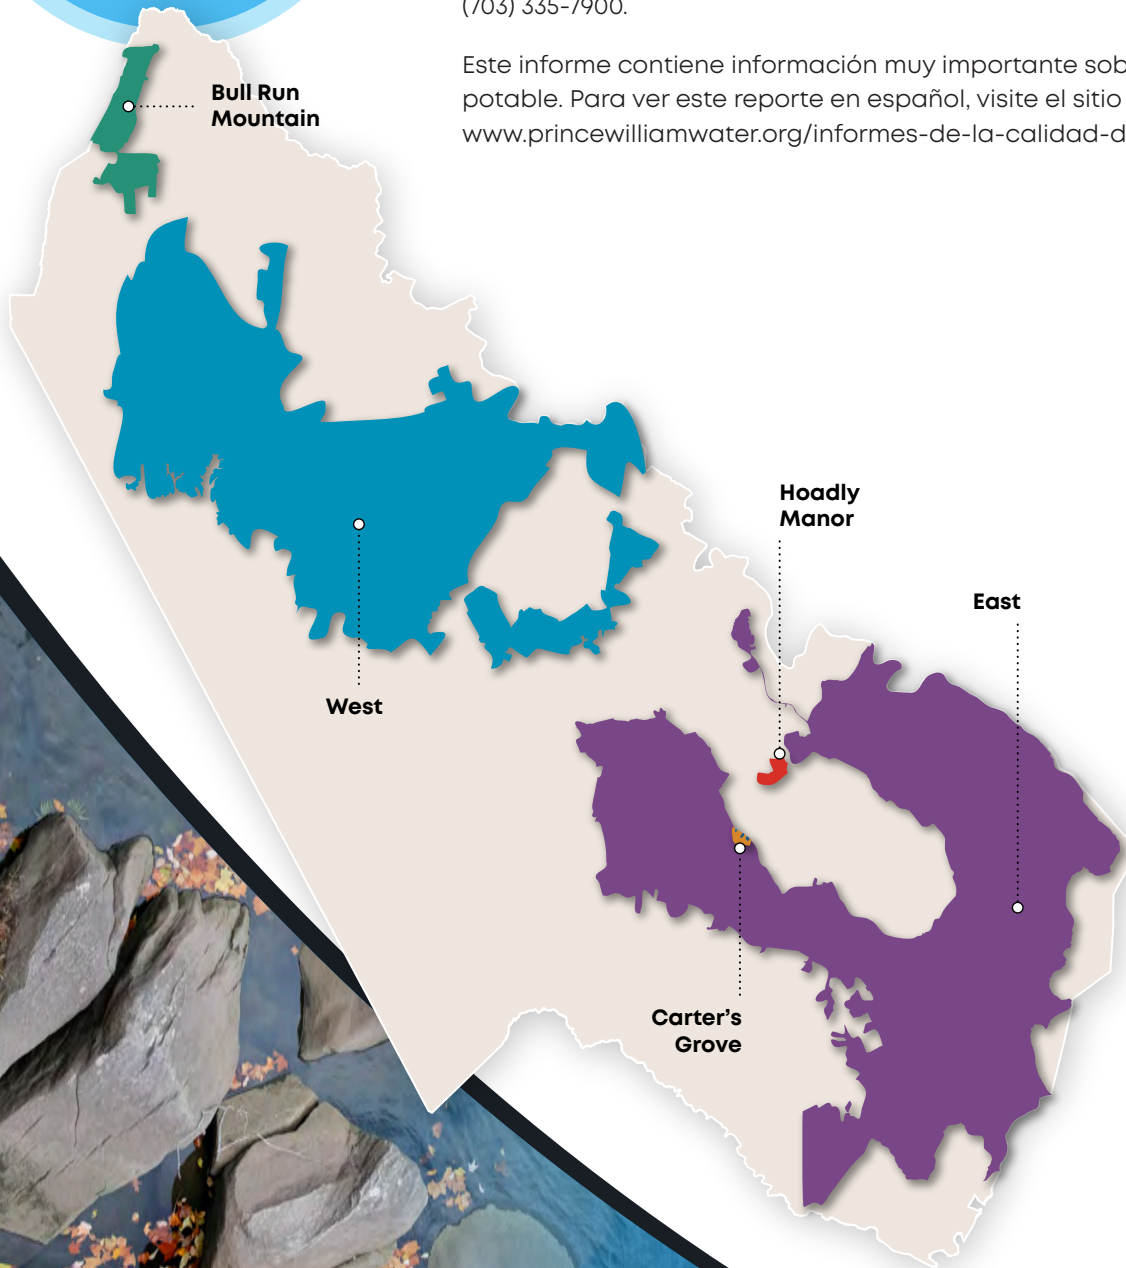 (703) 335-7900.
Este informe contiene información muy importante sob
potable. Para ver este reporte en español, visite el sitio
www.princewilliamwater.org/informes-de-la-calidad-d
Bull Run
Mountain
Hoadly
Manor
East
West
Carter's
Grove